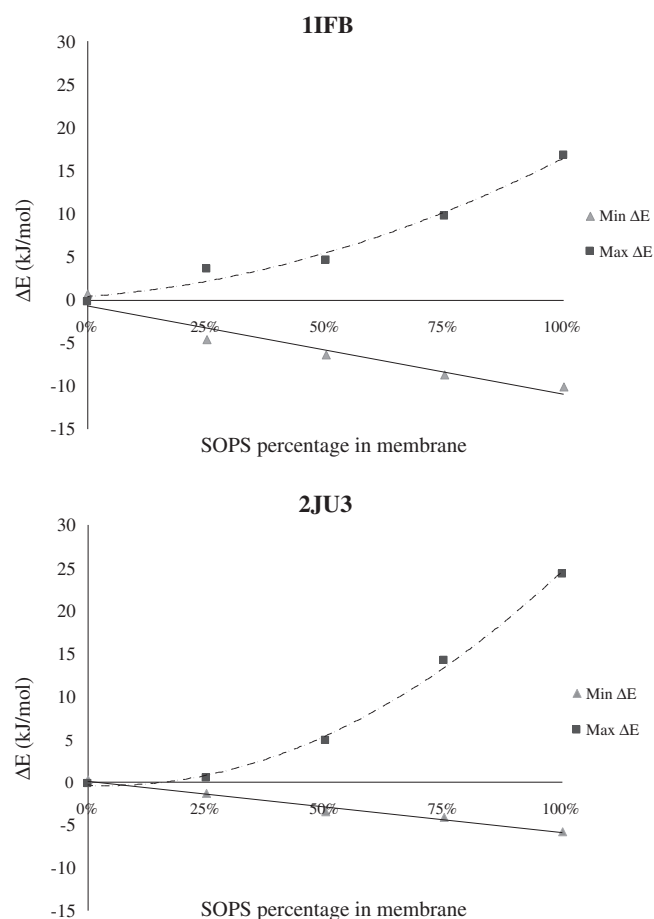 1IFB
30
25
20
15
10
5
0
-5
-10
-15
0% 25% 50% 75% 100%
ΔE (kJ/mol)
Min ΔE
Max ΔE
SOPS percentage in membrane
2JU3
30
25
20
15
10
5
0
-5
-10
-15
0% 25% 50% 75% 100%
ΔE (kJ/mol)
Min ΔE
Max ΔE
SOPS percentage in membrane